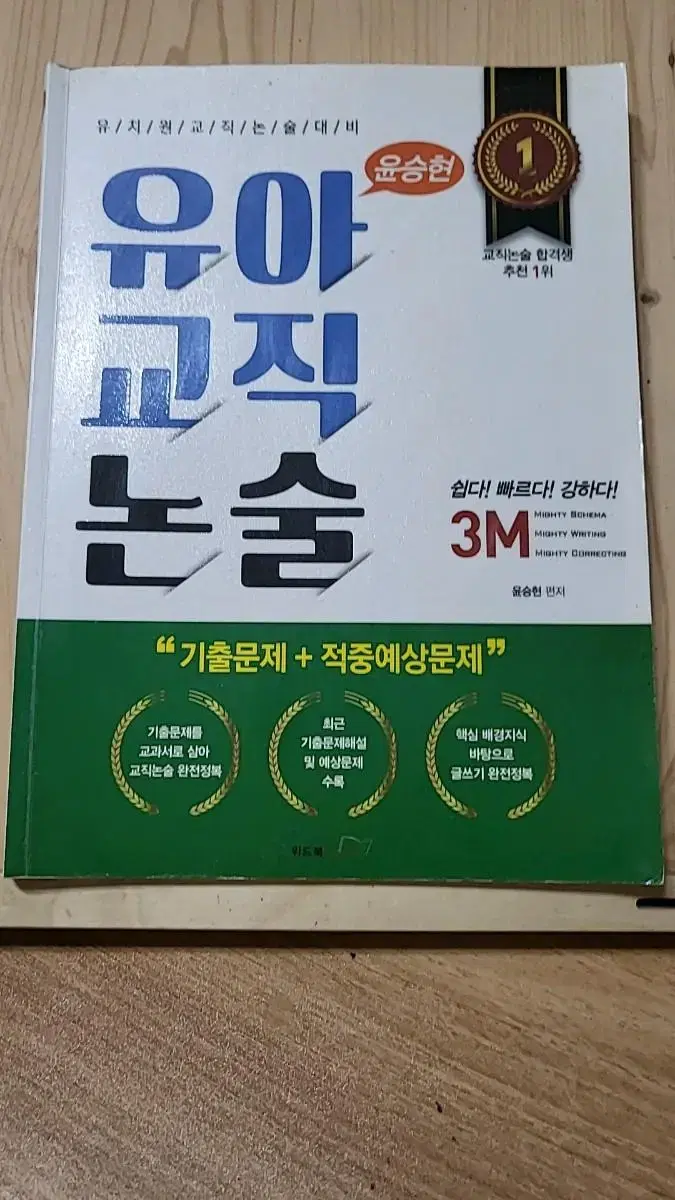 유/치/원/교/직/논/술/대/비
윤승현
유아
교직
논술
1
교직논술 합격생
추천 1위
쉽다! 빠르다! 강하다!
3M
MIGHTY SCHEMA
MIGHTY WRITING
MIGHTY CORRECTING
윤승현 편저
“기출문제 + 적중예상문제”
기출문제를
교과서로 삼아
교직논술 완전정복
최근
기출문제해설
및 예상문제
수록
핵심 배경지식
바탕으로
글쓰기 완전정복
위드북